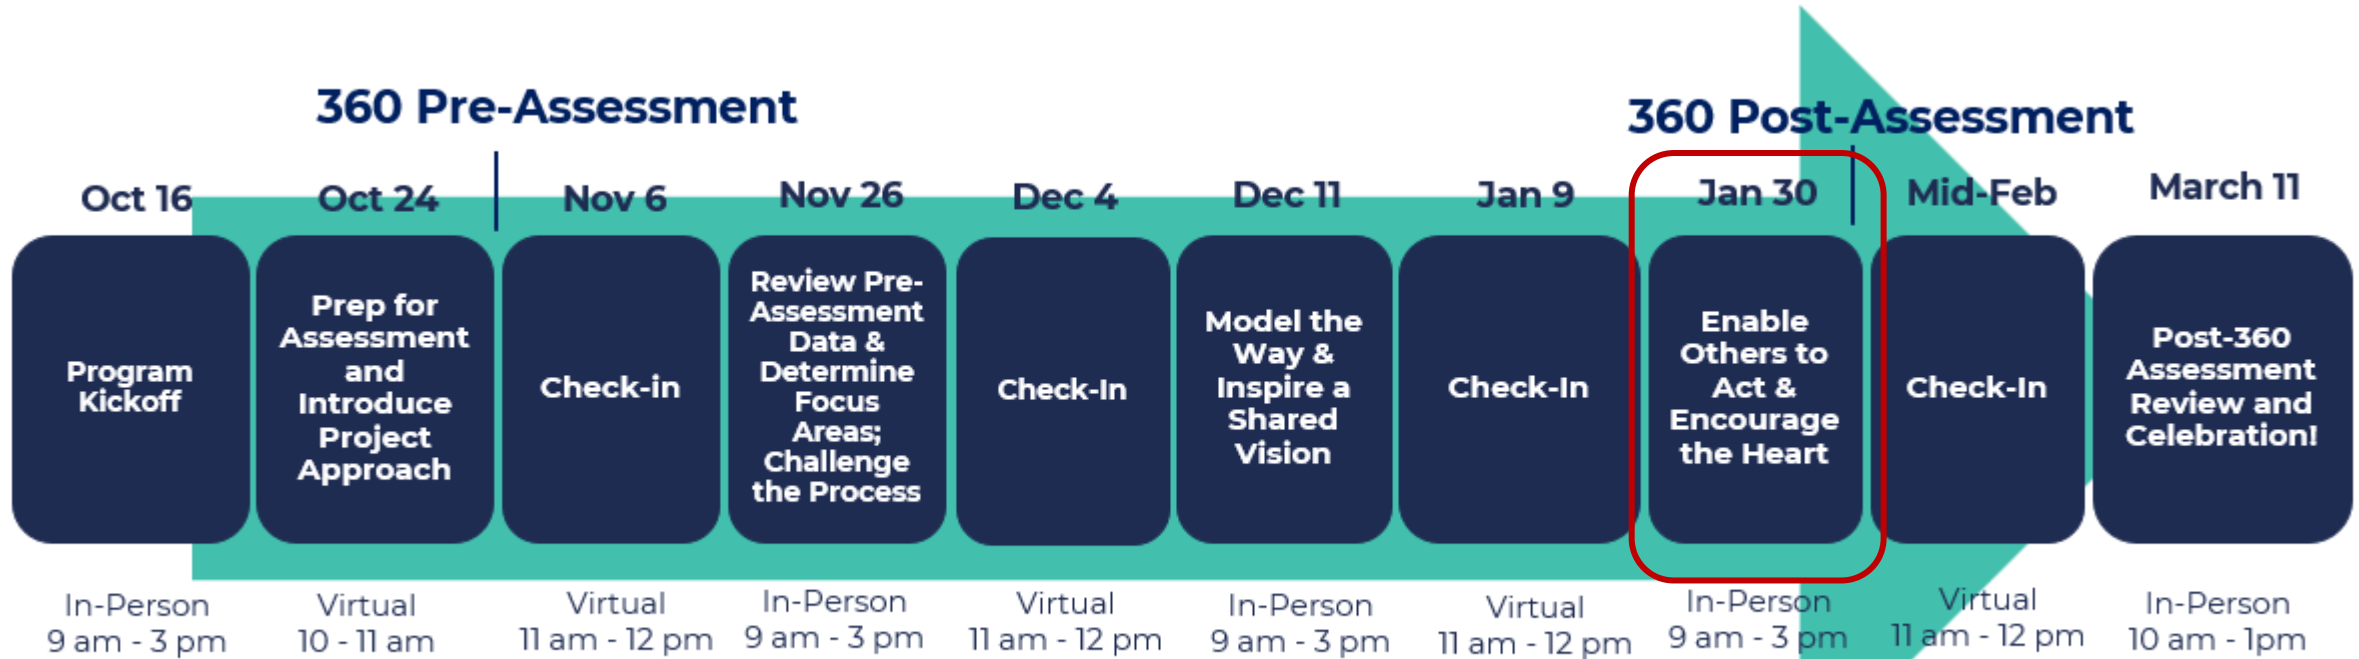 360 Pre-Assessment
360 Post-Assessment
Oct 16
Oct 24
Nov 6
Nov 26
Dec 4
Dec 11
Jan 9
Jan 30
Mid-Feb
March 11
Program
Kickoff
Prep for
Assessment
and
Introduce
Project
Approach
Check-in
Review Pre-
Assessment
Data &
Determine
Focus
Areas;
Challenge
the Process
Check-In
Model the
Way &
Inspire a
Shared
Vision
Check-In
Enable
Others to
Act &
Encourage
the Heart
Check-In
Post-360
Assessment
Review and
Celebration!
In-Person
9 am - 3 pm
Virtual
10 - 11 am
Virtual
11 am - 12 pm
In-Person
9 am - 3 pm
Virtual
11 am - 12 pm
In-Person
9 am - 3 pm
Virtual
11 am - 12 pm
In-Person
9 am - 3 pm
Virtual
11 am - 12 pm
In-Person
10 am - 1pm